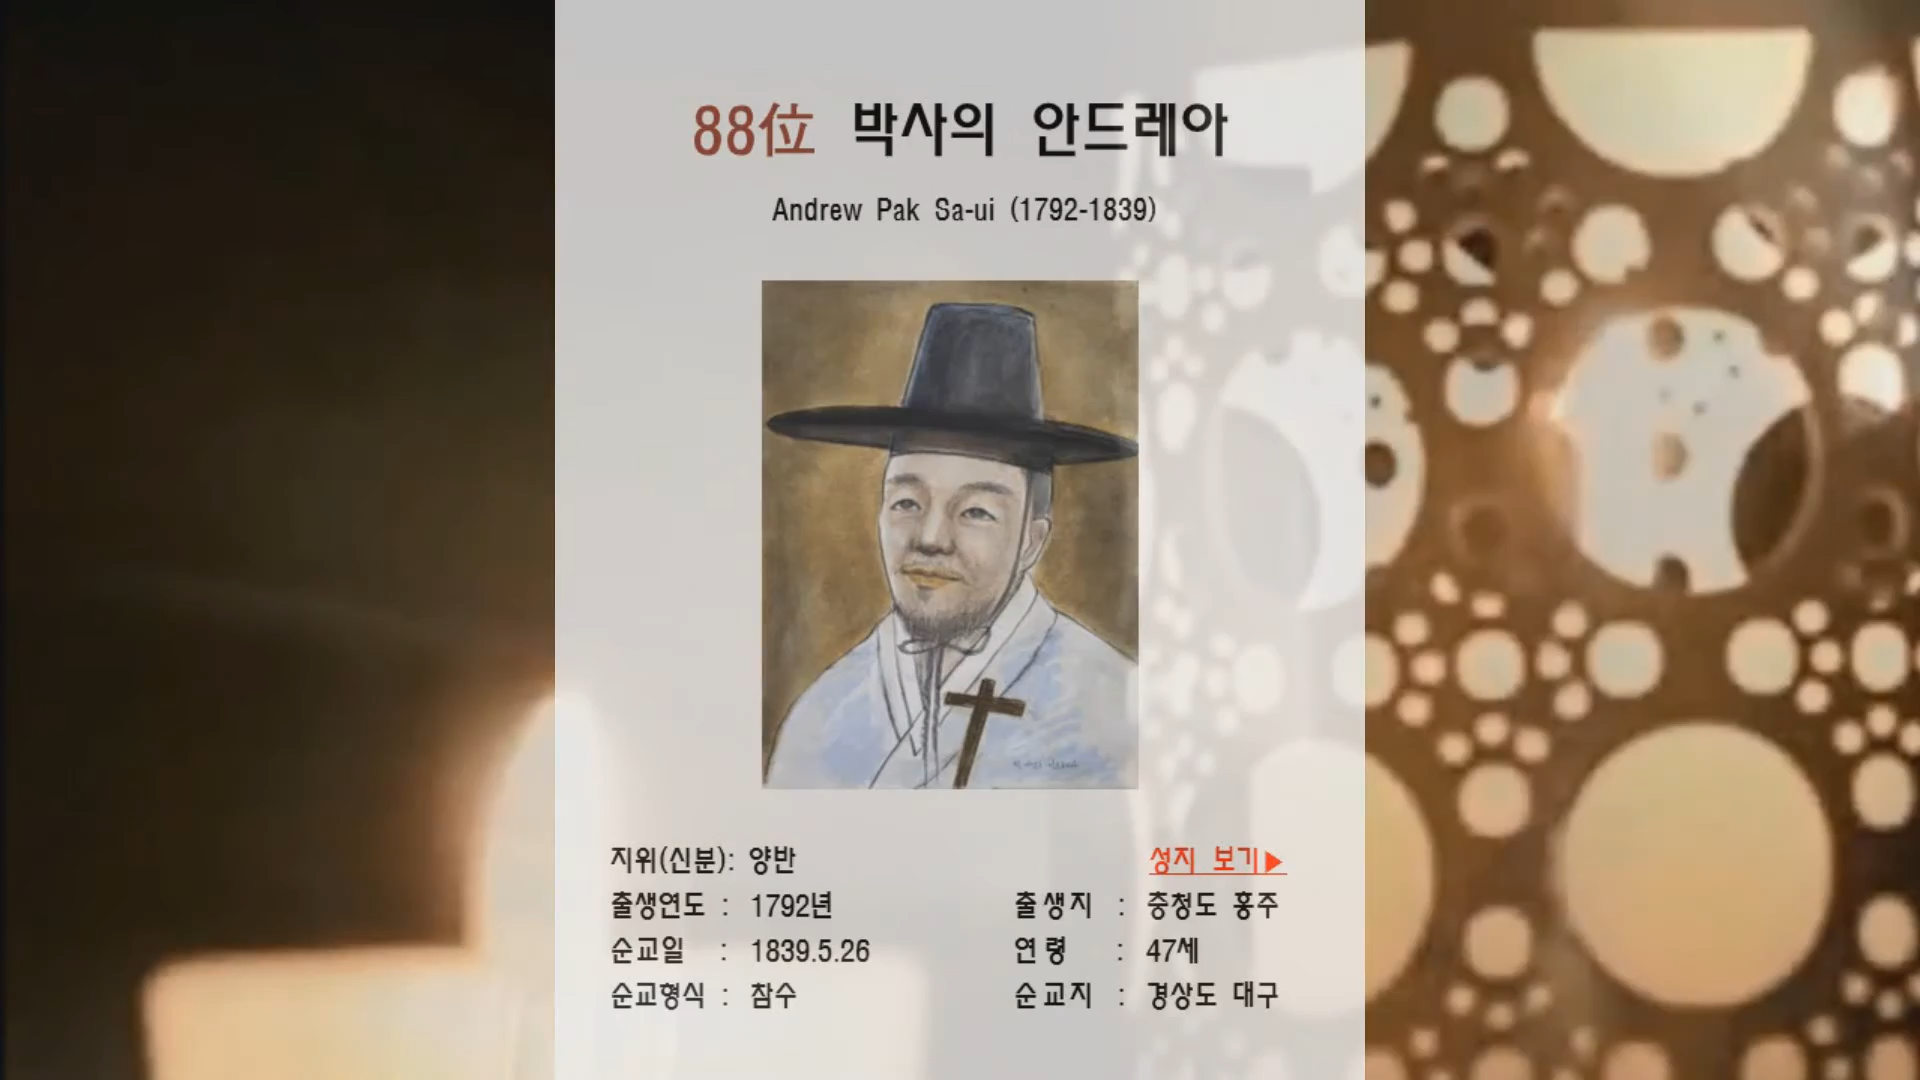 88位 박사의 안드레아
Andrew Pak Sa-ui (1792-1839)
지위(신분): 양반
성지 보기▶
출생연도 : 1792년 출생지 : 충청도 홍주
순교일 : 1839.5.26 연령 : 47세
순교형식 : 참수 순교지 : 경상도 대구